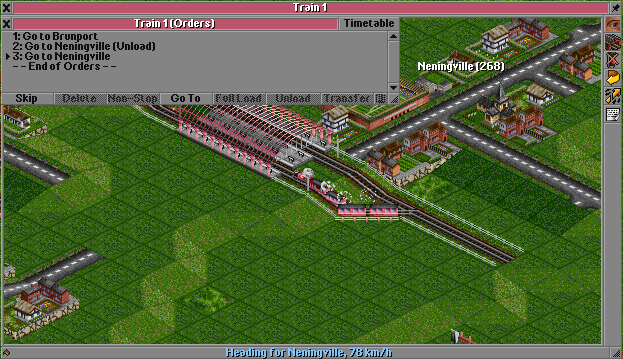 Train 1
Train 1 (Orders)
Timetable
1: Go to Brunport
2: Go to Neningville (Unload)
3: Go to Neningville
- - End of Orders - -
Skip
Delete
Non-Stop
Go To
Full Load
Unload
Transfer
Neningville (268)
Heading for Neningville, 78 km/h